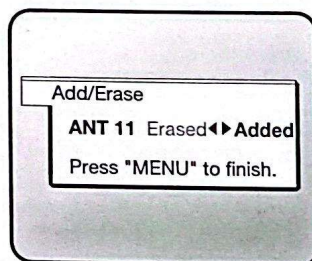 Add/Erase
ANT 11 Erased◀▶Added
Press "MENU" to finish.